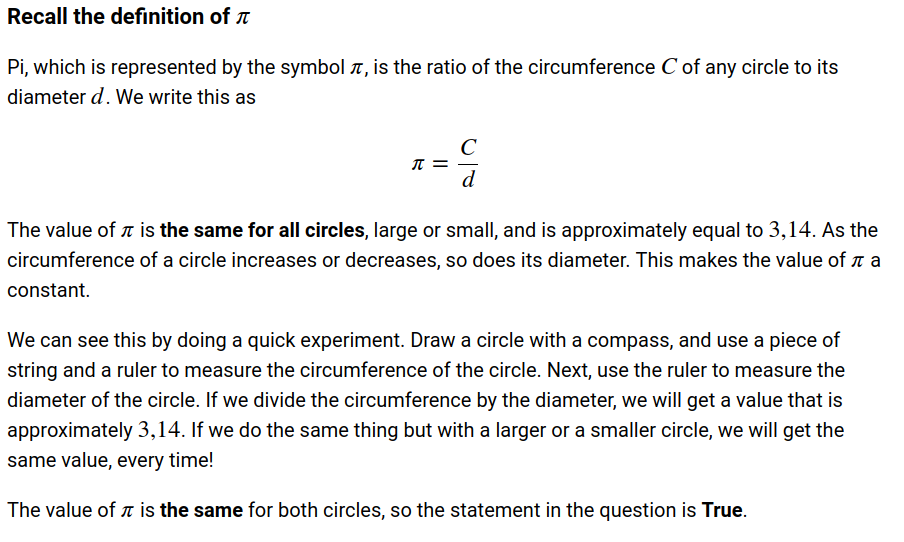 Recall the definition of π
Pi, which is represented by the symbol π, is the ratio of the circumference C of any circle to its
diameter d. We write this as
π = C/d
The value of π is the same for all circles, large or small, and is approximately equal to 3,14. As the
circumference of a circle increases or decreases, so does its diameter. This makes the value of π a
constant.
We can see this by doing a quick experiment. Draw a circle with a compass, and use a piece of
string and a ruler to measure the circumference of the circle. Next, use the ruler to measure the
diameter of the circle. If we divide the circumference by the diameter, we will get a value that is
approximately 3,14. If we do the same thing but with a larger or a smaller circle, we will get the
same value, every time!
The value of π is the same for both circles, so the statement in the question is True.